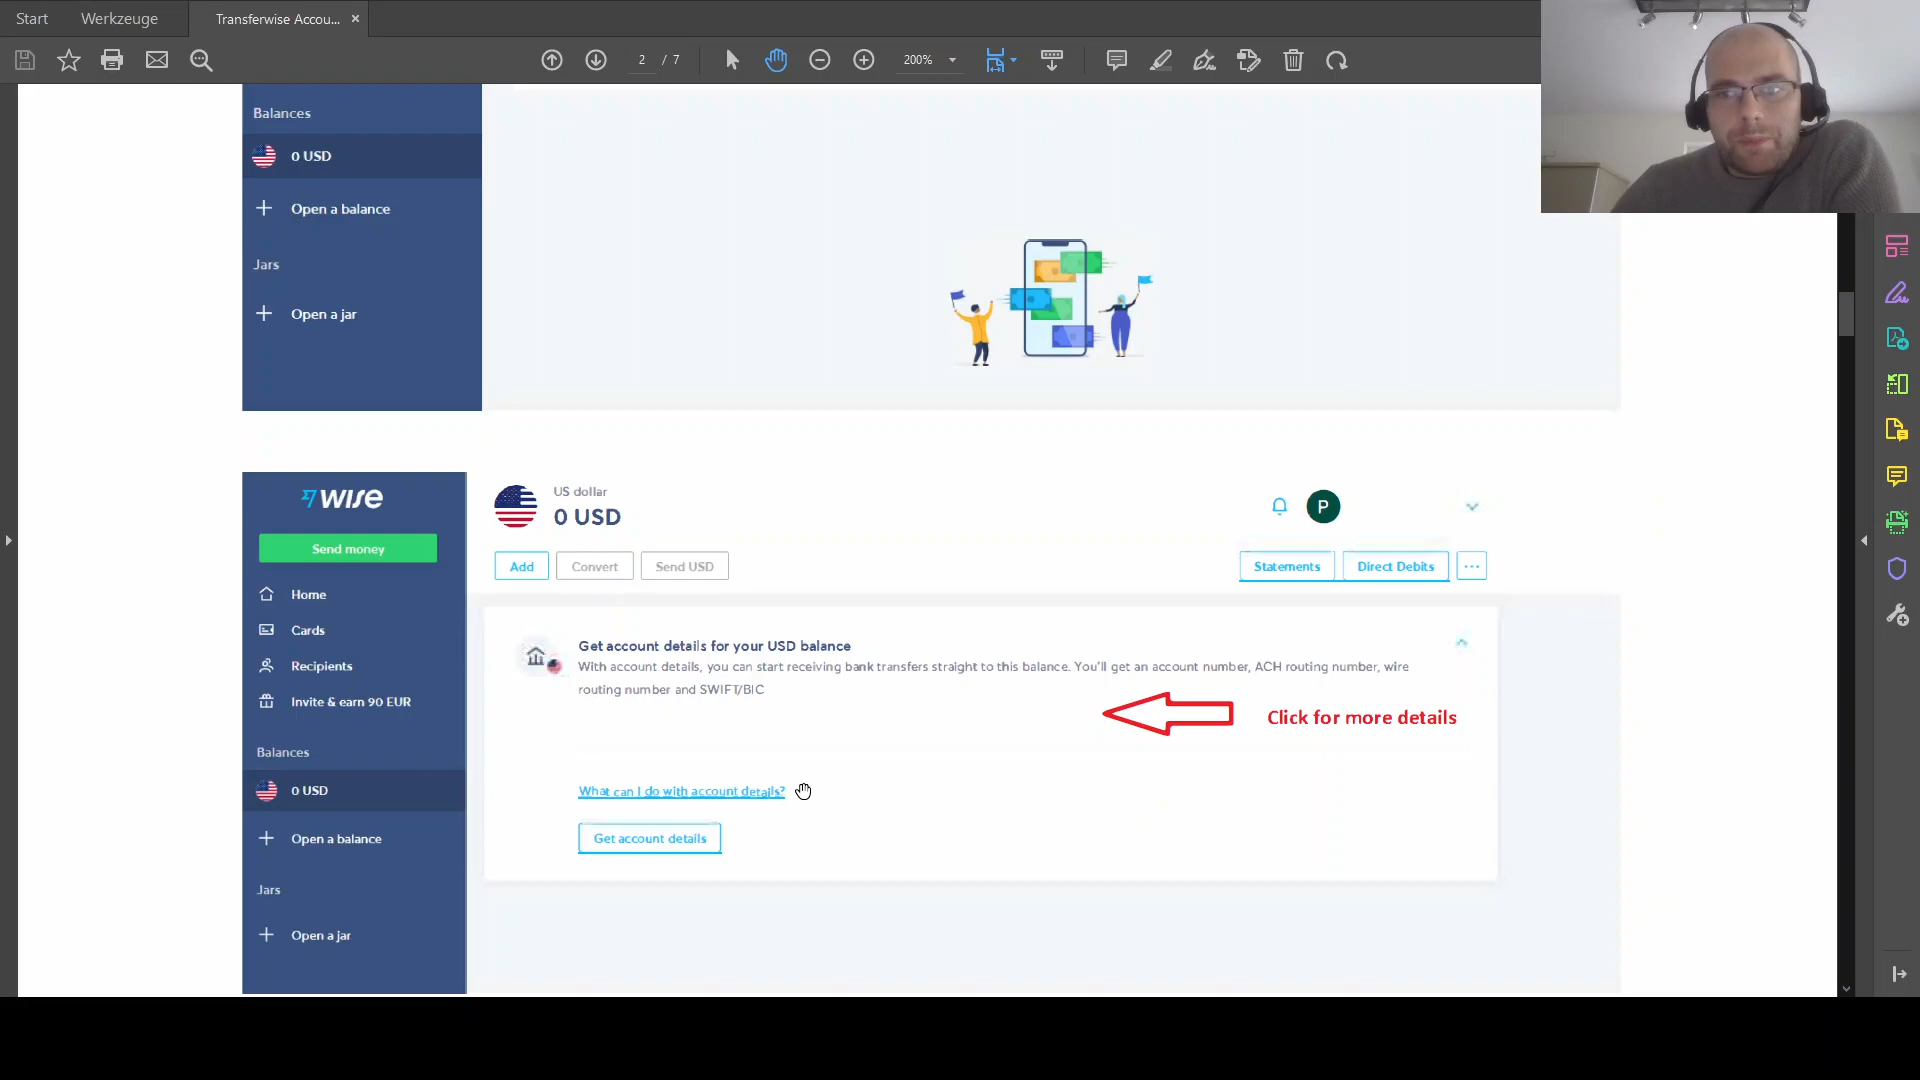 Start Werkzeuge Transferwise Accou... ×
2 / 7 200%
Balances
0 USD
Open a balance
Jars
Open a jar
wise
Send money
Home
Cards
Recipients
Invite & earn 90 EUR
Balances
0 USD
Open a balance
Jars
Open a jar
US dollar
0 USD
P
Add Convert Send USD Statements Direct Debits ...
Get account details for your USD balance
With account details, you can start receiving bank transfers straight to this balance. You'll get an account number, ACH routing number, wire
routing number and SWIFT/BIC
Click for more details
What can I do with account details?
Get account details